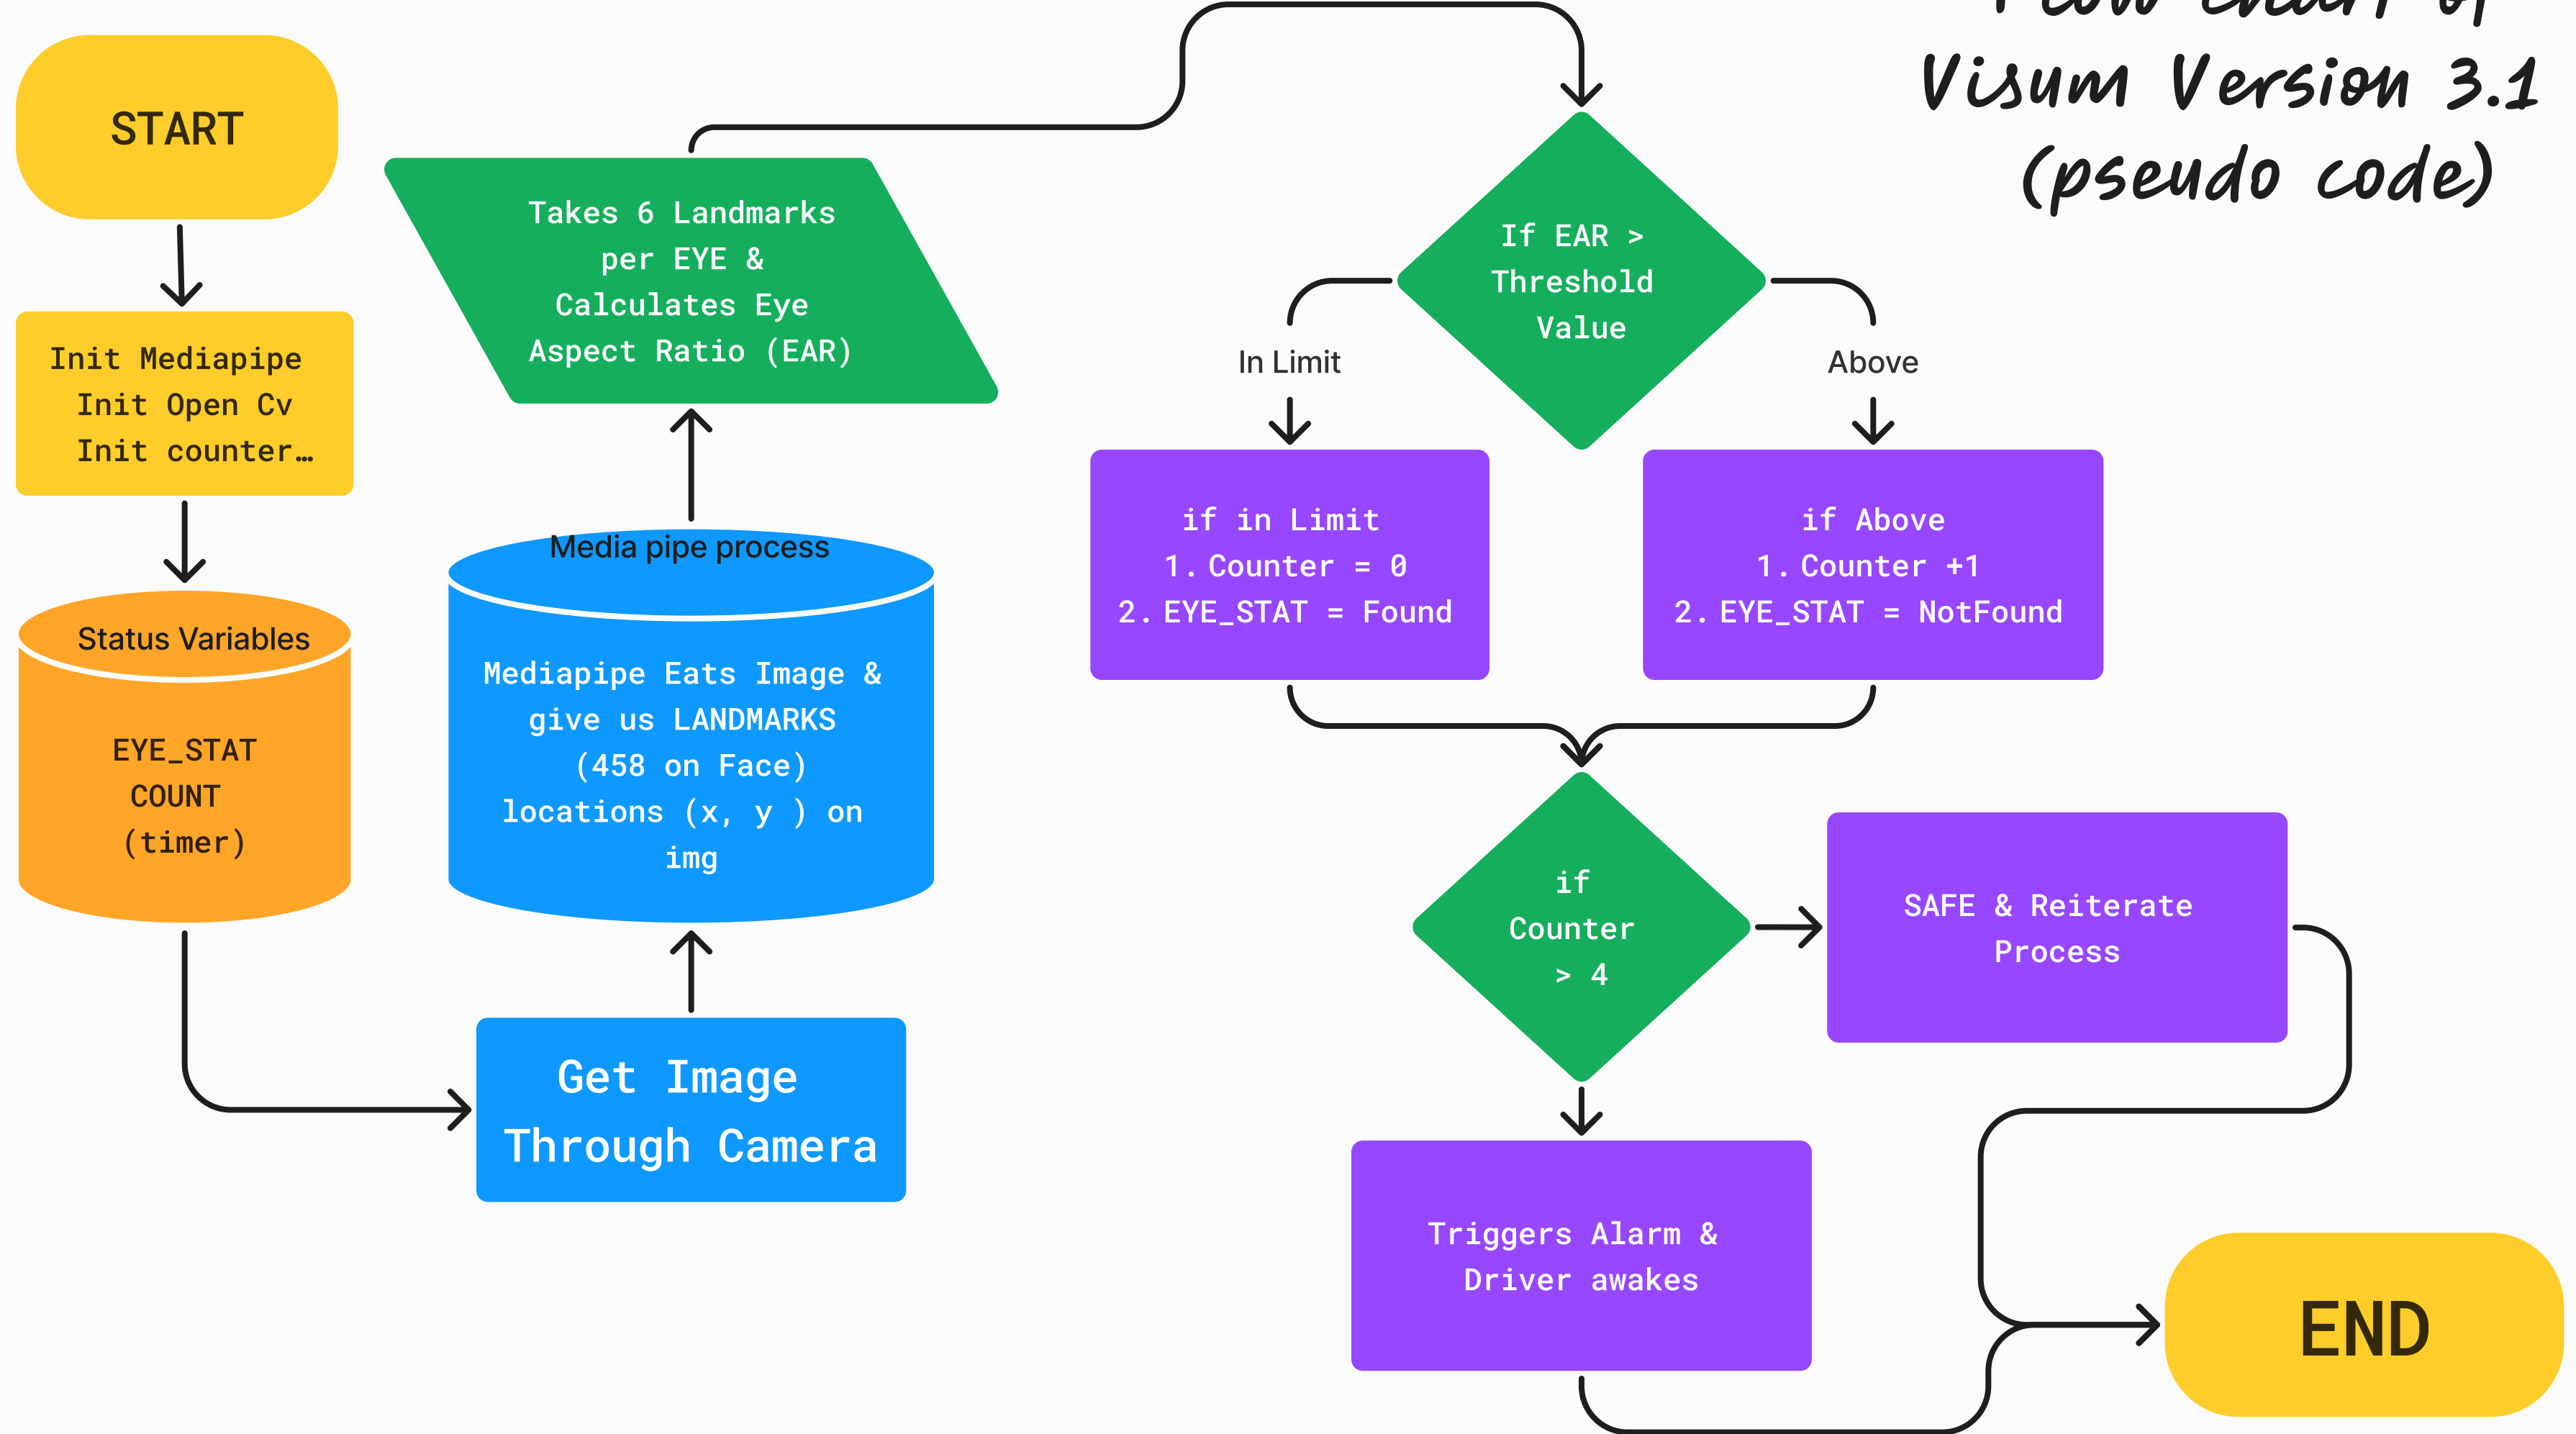 Flow chart of
Visum Version 3.1
(pseudo code)
START
Init Mediapipe
Init Open Cv
Init counter…
Status Variables
EYE_STAT
COUNT
(timer)
Get Image
Through Camera
Media pipe process
Mediapipe Eats Image &
give us LANDMARKS
(458 on Face)
locations (x, y ) on
img
Takes 6 Landmarks
per EYE &
Calculates Eye
Aspect Ratio (EAR)
If EAR >
Threshold
Value
In Limit
Above
if in Limit
1. Counter = 0
2. EYE_STAT = Found
if Above
1. Counter +1
2. EYE_STAT = NotFound
if
Counter
> 4
SAFE & Reiterate
Process
Triggers Alarm &
Driver awakes
END